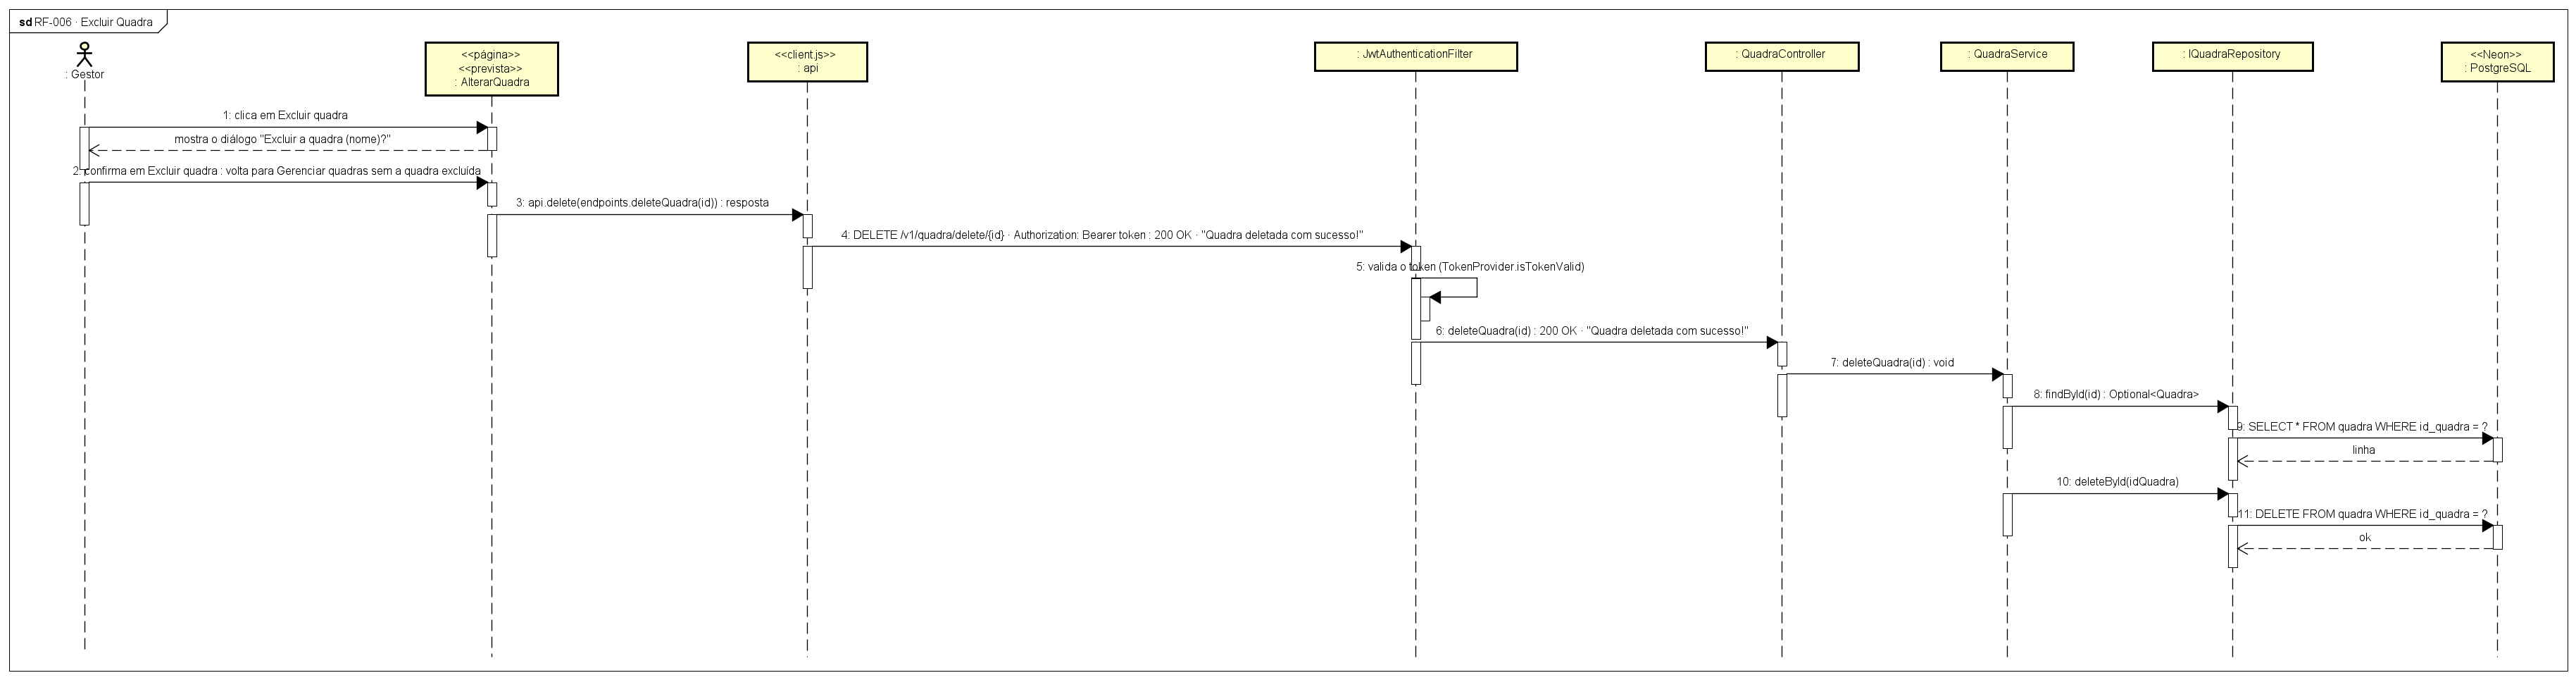 sd RF-006 · Excluir Quadra
: Gestor
<<página>>
<<prevista>>
: AlterarQuadra
<<client.js>>
: api
: JwtAuthenticationFilter
: QuadraController
: QuadraService
: IQuadraRepository
<<Neon>>
: PostgreSQL
1: clica em Excluir quadra
mostra o diálogo "Excluir a quadra (nome)?"
2: confirma em Excluir quadra : volta para Gerenciar quadras sem a quadra excluída
3: api.delete(endpoints.deleteQuadra(id)) : resposta
4: DELETE /v1/quadra/delete/{id} · Authorization: Bearer token : 200 OK · "Quadra deletada com sucesso!"
5: valida o token (TokenProvider.isTokenValid)
6: deleteQuadra(id) : 200 OK · "Quadra deletada com sucesso!"
7: deleteQuadra(id) : void
8: findById(id) : Optional<Quadra>
9: SELECT * FROM quadra WHERE id_quadra = ?
linha
10: deleteById(idQuadra)
11: DELETE FROM quadra WHERE id_quadra = ?
ok